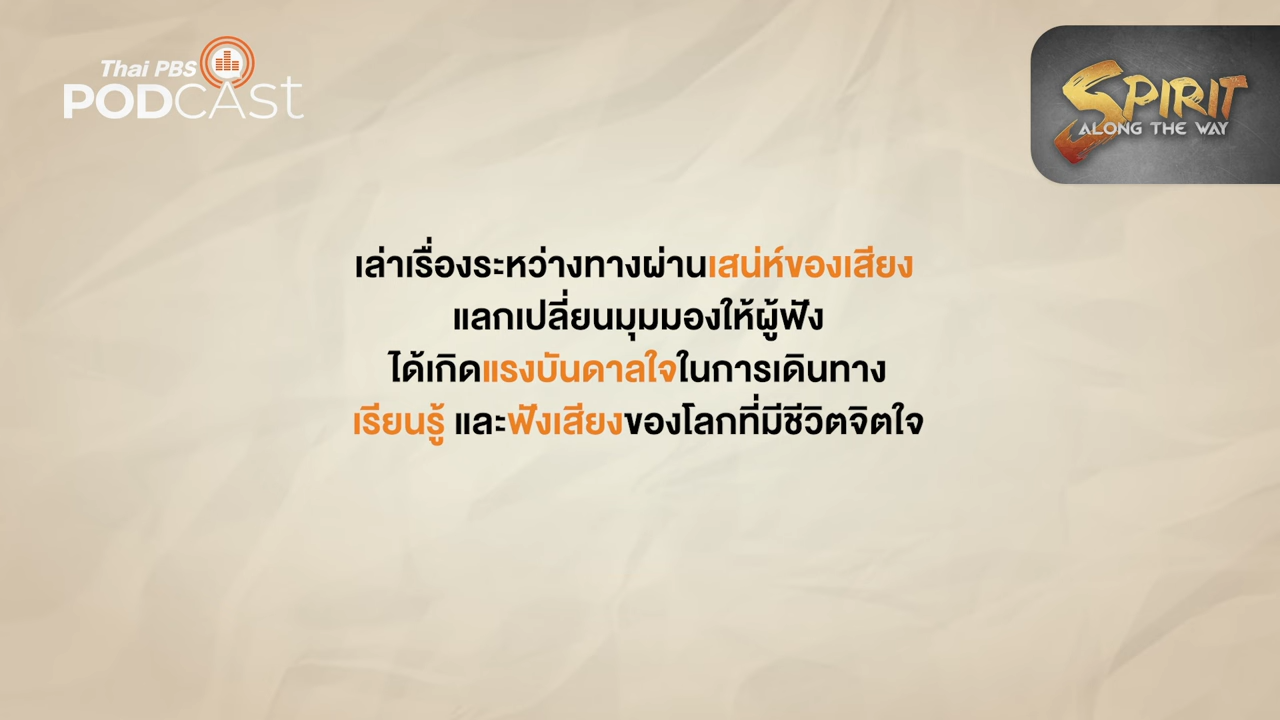 Thai PBS
PODCAST
SPIRIT
ALONG THE WAY
เล่าเรื่องระหว่างทางผ่านเสน่ห์ของเสียง
แลกเปลี่ยนมุมมองให้ผู้ฟัง
ได้เกิดแรงบันดาลใจในการเดินทาง
เรียนรู้ และฟังเสียงของโลกที่มีชีวิตจิตใจ